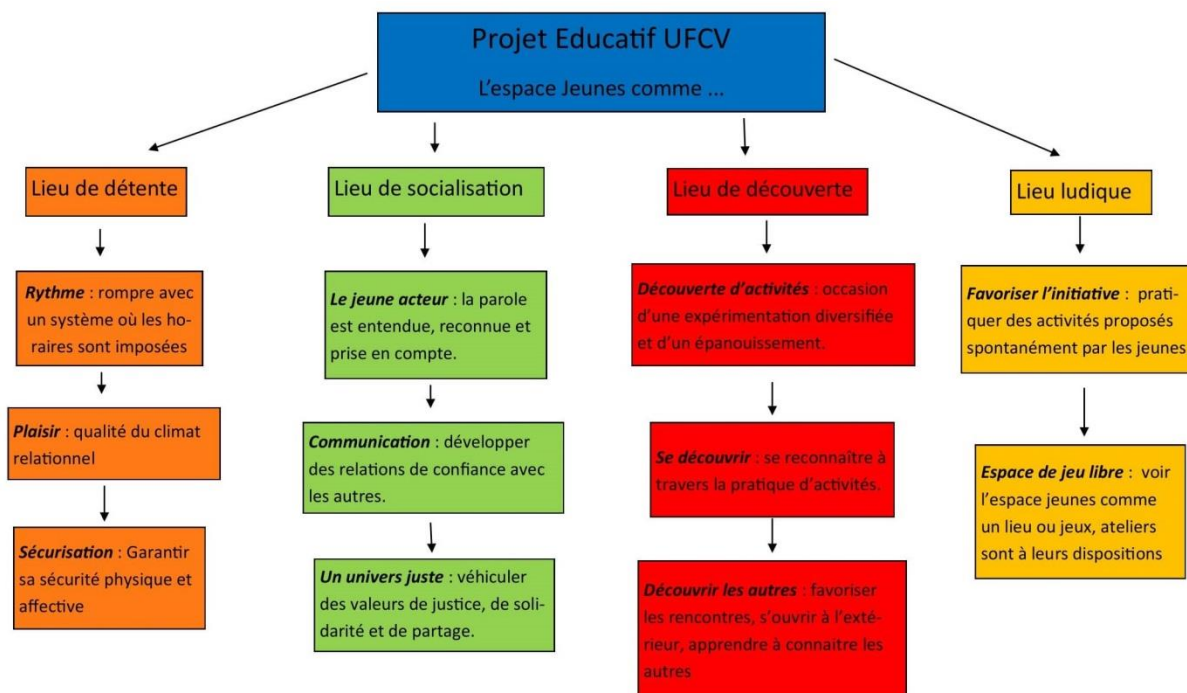 Projet Educatif UFCV
L'espace Jeunes comme ...
Lieu de détente
Rythme : rompre avec
un système où les ho-
raires sont imposées
Plaisir : qualité du climat
relationnel
Sécurisation : Garantir
sa sécurité physique et
affective
Lieu de socialisation
Le jeune acteur : la parole
est entendue, reconnue et
prise en compte.
Communication : développer
des relations de confiance avec
les autres.
Un univers juste : véhiculer
des valeurs de justice, de soli-
darité et de partage.
Lieu de découverte
Découverte d'activités : occasion
d'une expérimentation diversifiée
et d'un épanouissement.
Se découvrir : se reconnaître à
travers la pratique d'activités.
Découvrir les autres : favoriser
les rencontres, s'ouvrir à l'exté-
rieur, apprendre à connaitre les
autres
Lieu ludique
Favoriser l'initiative : prati-
quer des activités proposés
spontanément par les jeunes
Espace de jeu libre : voir
l'espace jeunes comme
un lieu ou jeux, ateliers
sont à leurs dispositions